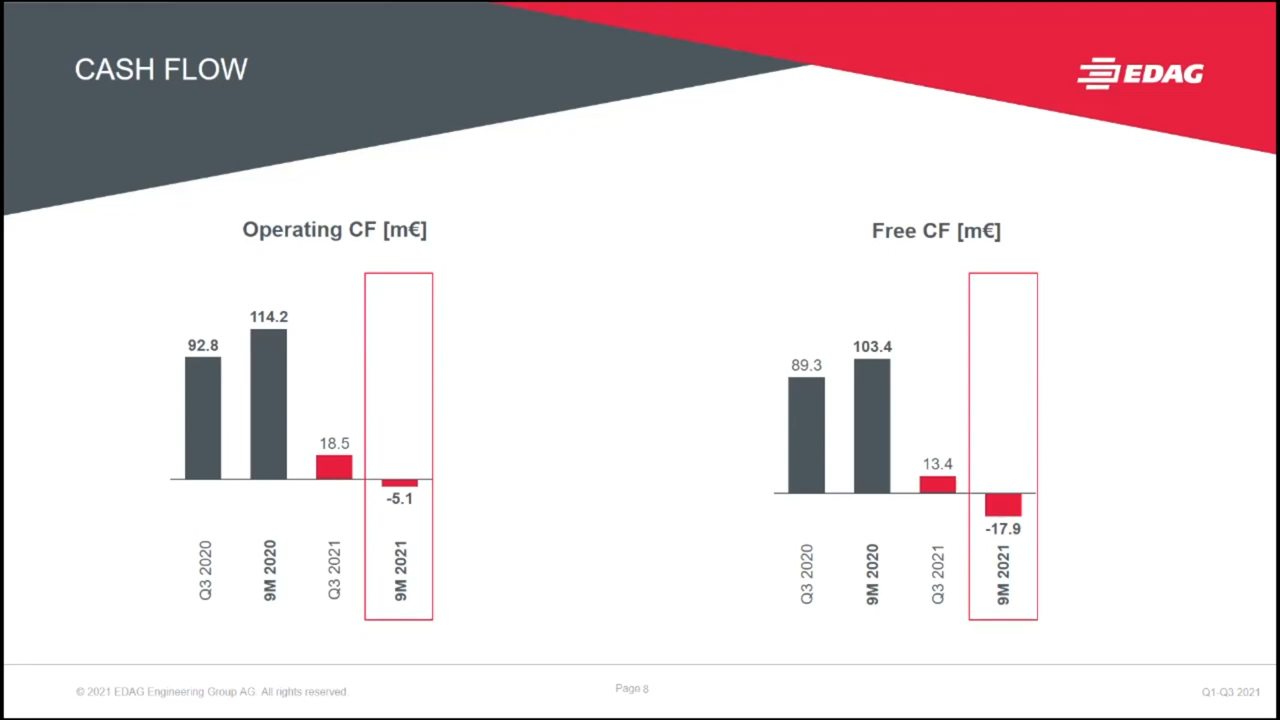 CASH FLOW
EDAG
Operating CF [m€]
92.8
114.2
18.5
-5.1
Q3 2020
9M 2020
Q3 2021
9M 2021
Free CF [m€]
89.3
103.4
13.4
-17.9
Q3 2020
9M 2020
Q3 2021
9M 2021
© 2021 EDAG Engineering Group AG. All rights reserved.
Page 8
Q1-Q3 2021